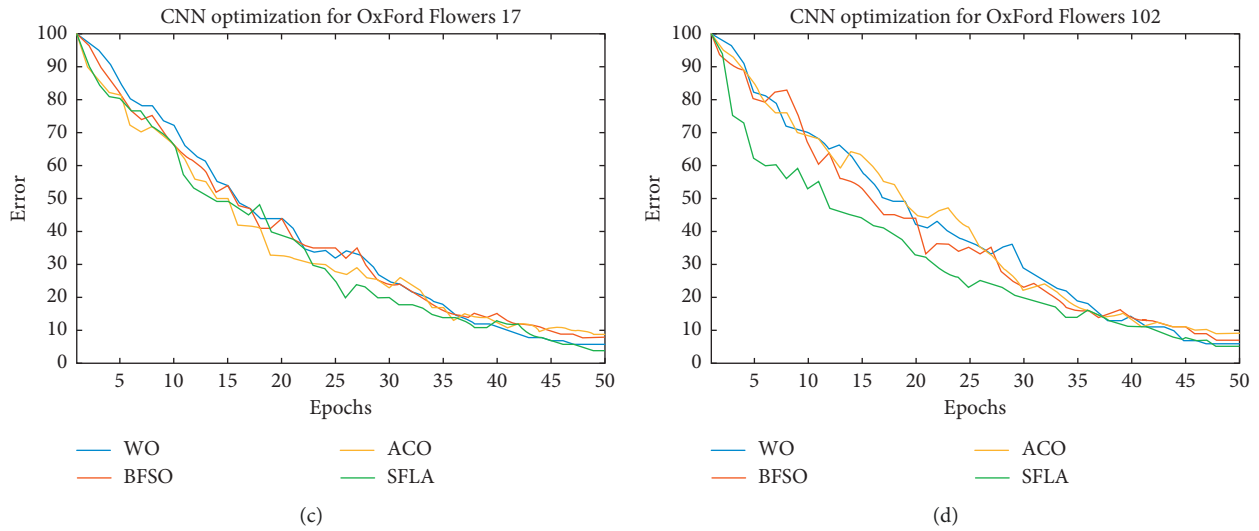 CNN optimization for OxFord Flowers 17
100
90
80
70
60
50
40
30
20
10
0
Error
5 10 15 20 25 30 35 40 45 50
Epochs
WO ACO
BFSO SFLA
(c)
CNN optimization for OxFord Flowers 102
100
90
80
70
60
50
40
30
20
10
0
Error
5 10 15 20 25 30 35 40 45 50
Epochs
WO ACO
BFSO SFLA
(d)